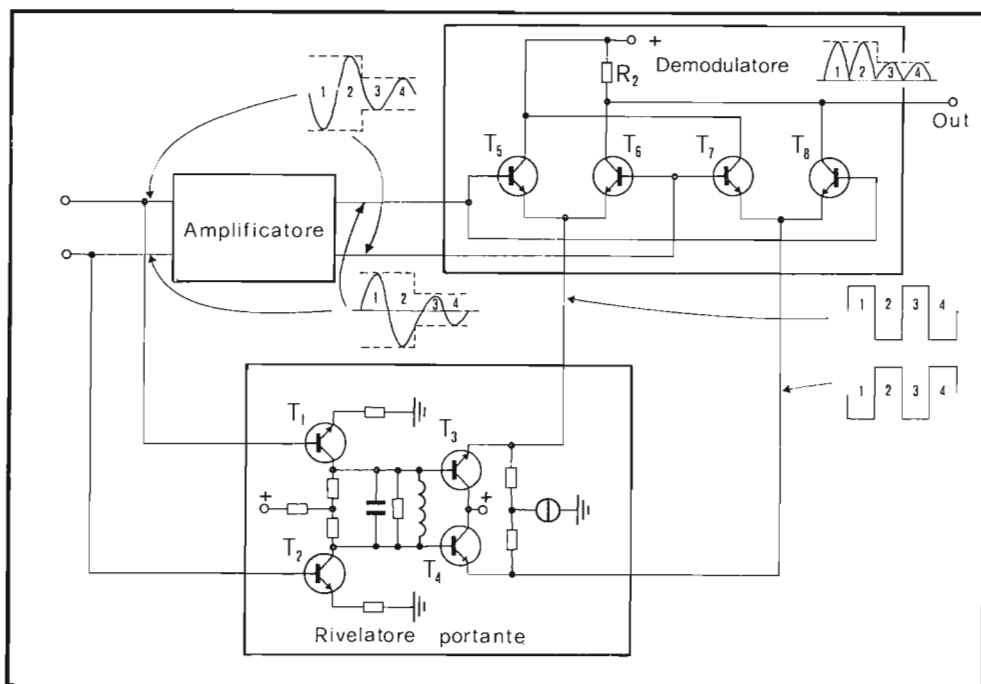 1 2 3 4
+
R2
Demodulatore
1 2 3 4
Out
T5
T6
T7
T8
Amplificatore
1 2 3 4
1 2 3 4
1 2 3 4
T1
T3
+
+
T2
T4
Rivelatore portante